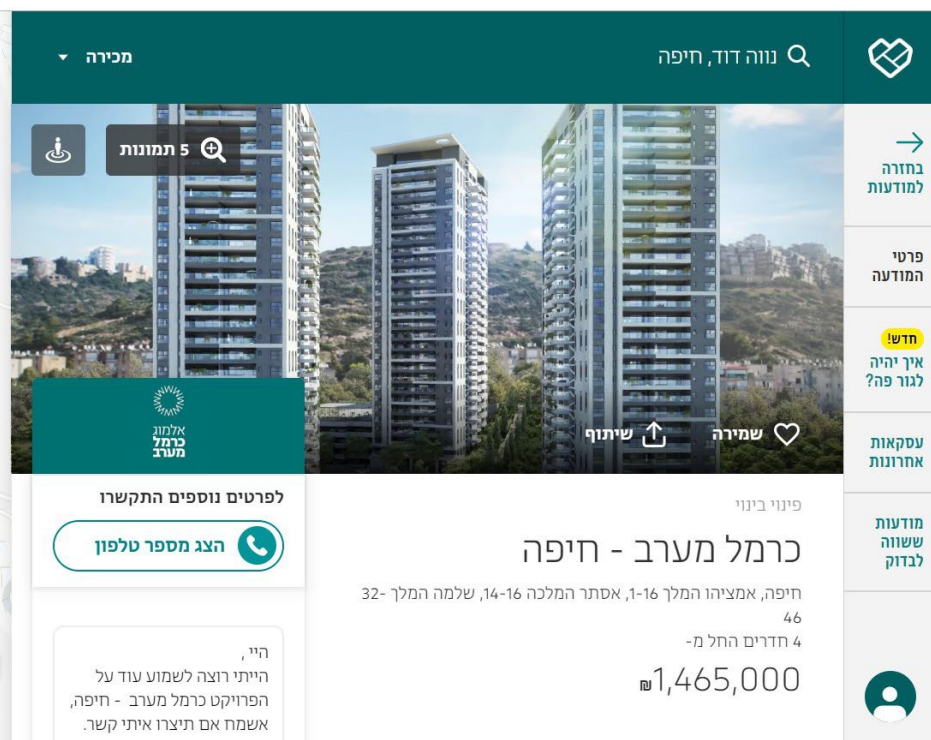 נווה דוד, חיפה
מכירה
בחזרה
למודעות
פרטי
המודעה
חדש!
איך יהיה
לגור פה?
עסקאות
אחרונות
מודעות
ששווה
לבדוק
5 תמונות
שמירה
שיתוף
אלמוג
כרמל
מערב
לפרטים נוספים התקשרו
הצג מספר טלפון
פינוי בינוי
כרמל מערב - חיפה
חיפה, אמציהו המלך 1-16, אסתר המלכה 14-16, שלמה המלך 32-
46
4 חדרים החל מ-
₪1,465,000
היי ,
הייתי רוצה לשמוע עוד על
הפרויקט כרמל מערב - חיפה,
אשמח אם תיצרו איתי קשר.